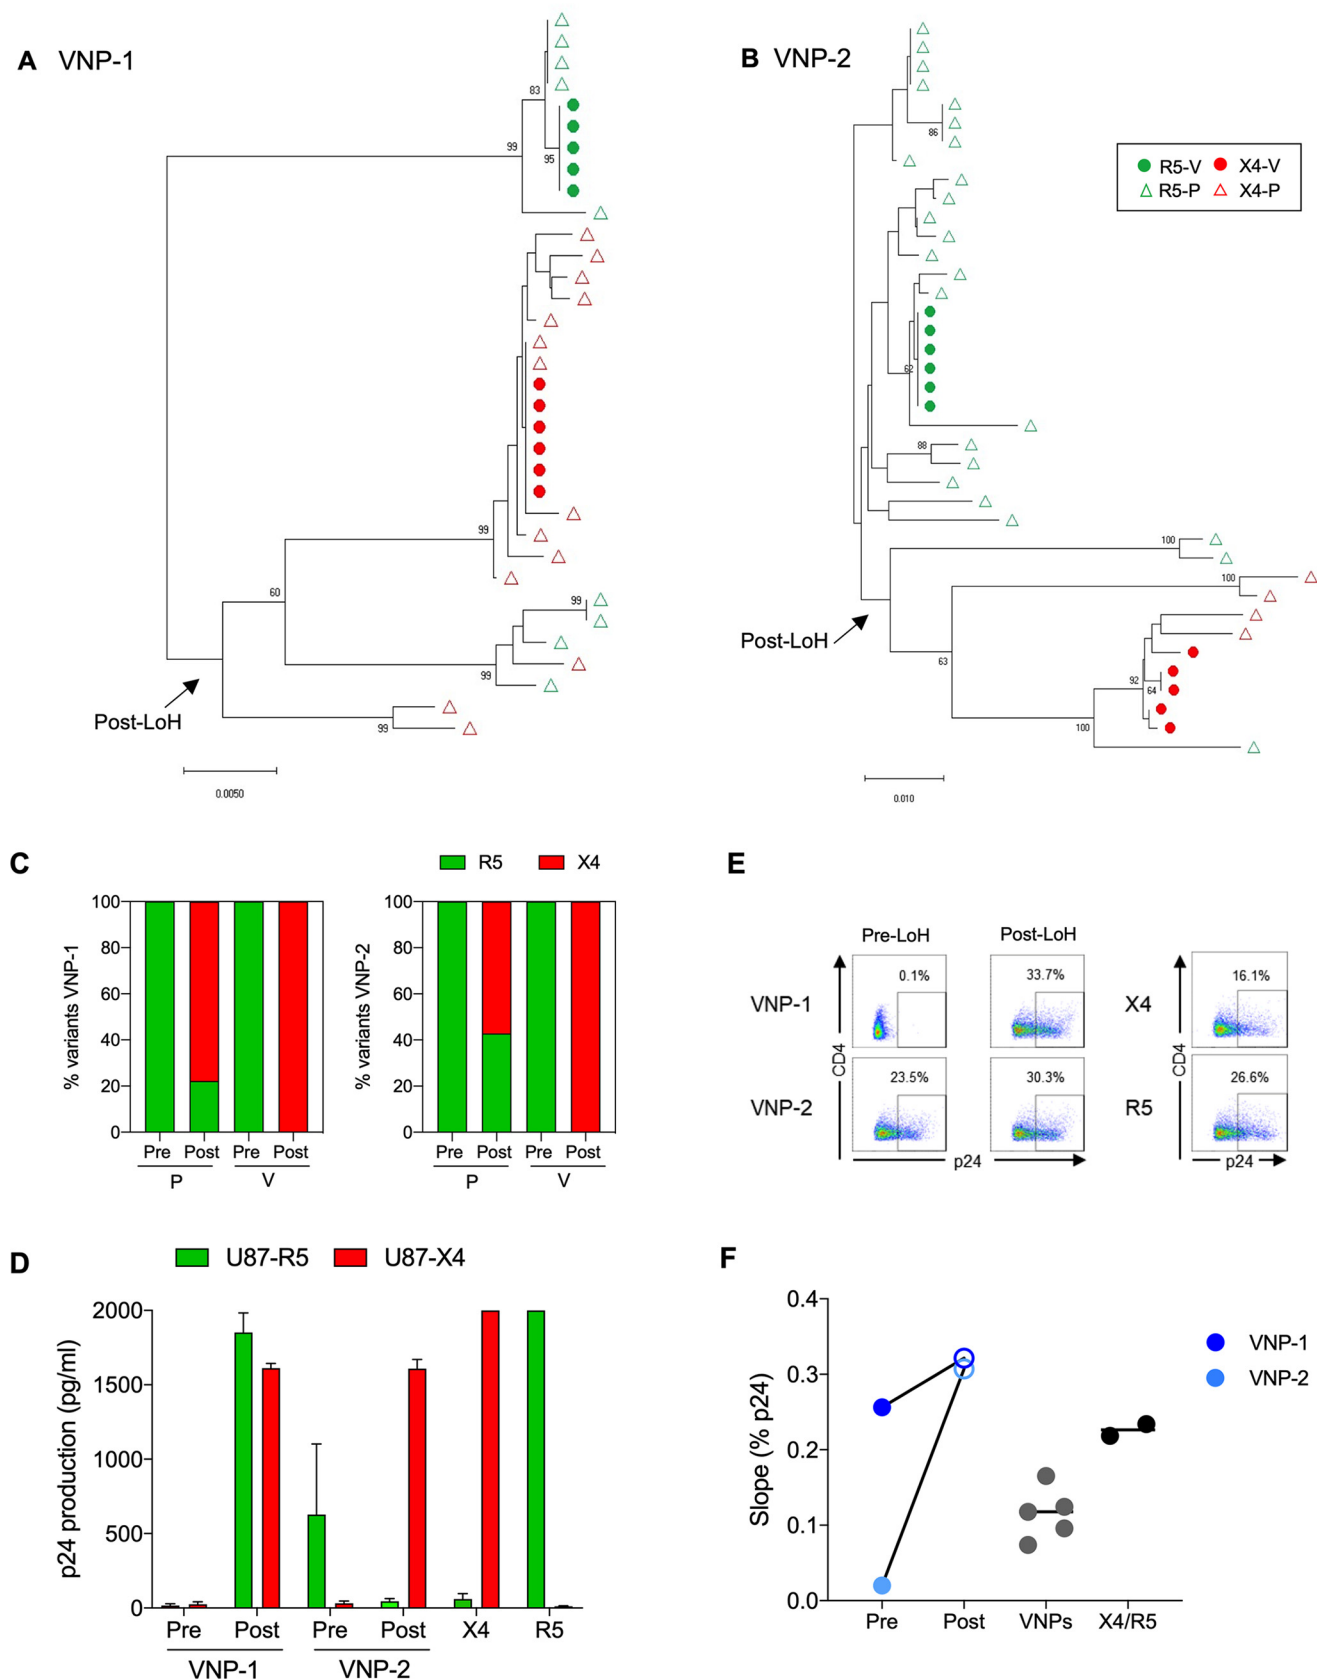 A VNP-1
83
99
95
99
60
99
99
99
Post-LoH
0.0050
B VNP-2
86
62
88
100
100
63
92
64
100
Post-LoH
0.010
R5-V X4-V
R5-P X4-P
C
R5 X4
% variants VNP-1
100
80
60
40
20
0
Pre Post Pre Post
P V
% variants VNP-2
100
80
60
40
20
0
Pre Post Pre Post
P V
E
Pre-LoH Post-LoH
VNP-1
0.1%
33.7%
X4
16.1%
CD4
CD4
VNP-2
23.5%
30.3%
R5
26.6%
p24
p24
D
U87-R5 U87-X4
p24 production (pg/ml)
2000
1500
1000
500
0
Pre Post Pre Post X4 R5
VNP-1 VNP-2
F
Slope (% p24)
0.4
0.3
0.2
0.1
0.0
Pre Post VNPs X4/R5
VNP-1
VNP-2